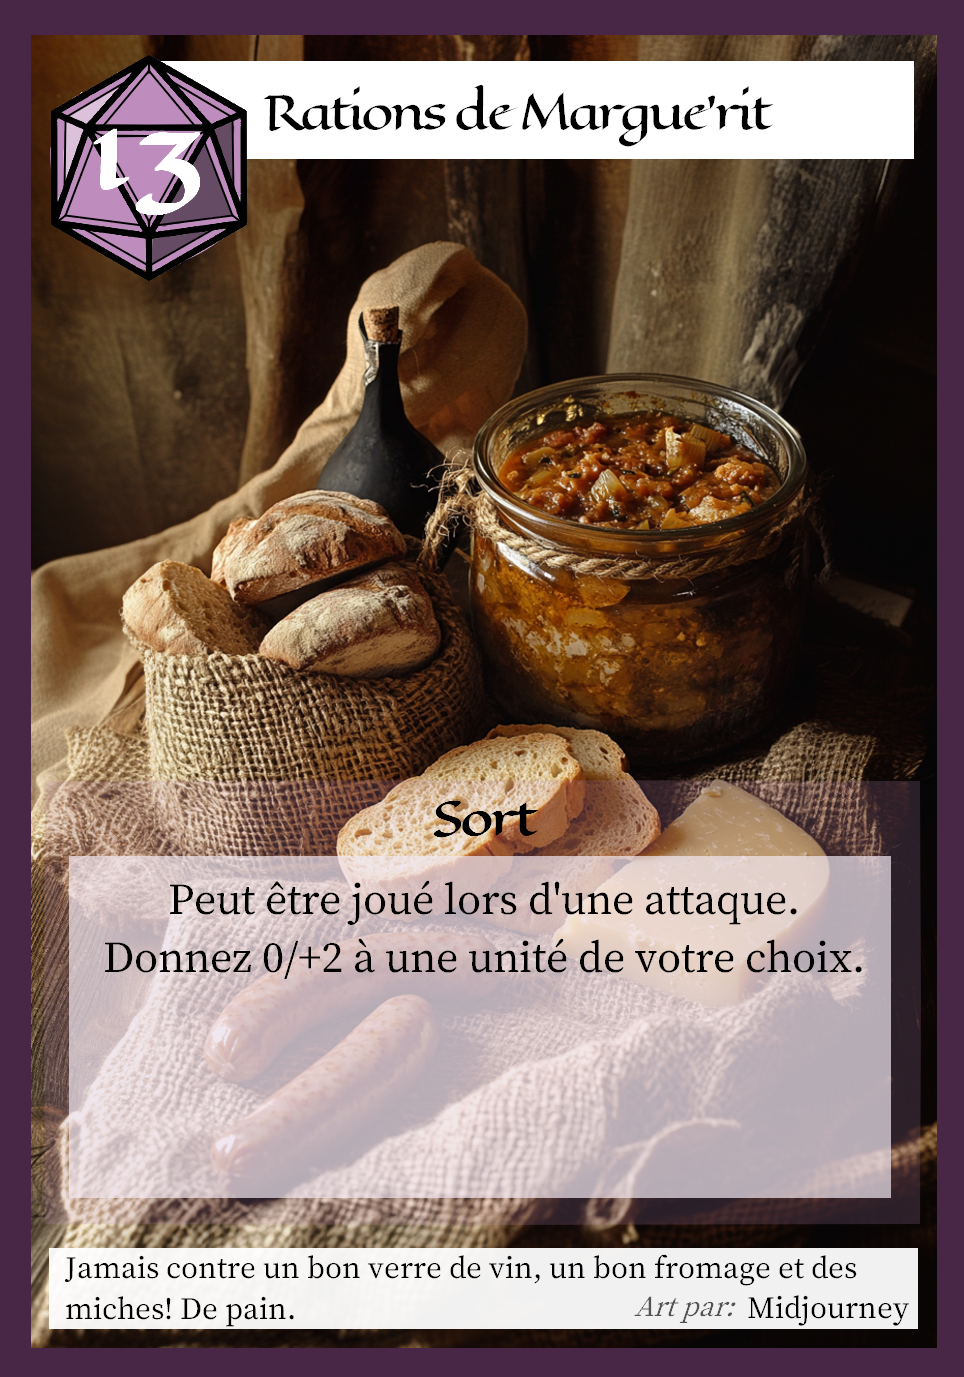 13
Rations de Margue'rit
Sort
Peut être joué lors d'une attaque.
Donnez 0/+2 à une unité de votre choix.
Jamais contre un bon verre de vin, un bon fromage et des
miches! De pain.
Art par: Midjourney